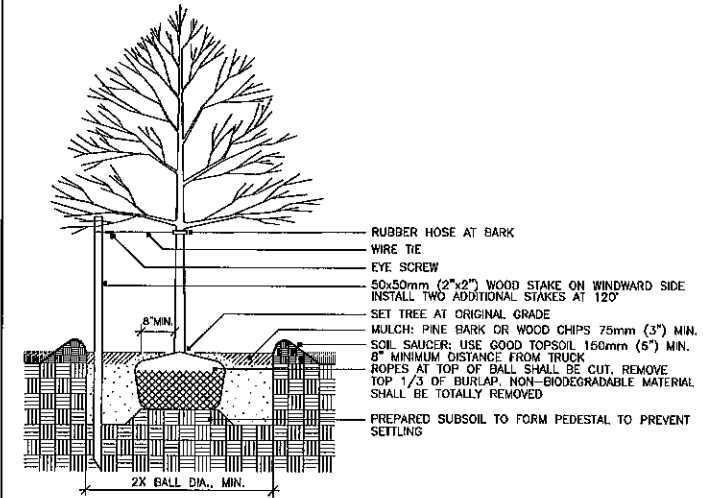 RUBBER HOSE AT BARK
WIRE TIE
EYE SCREW
50x50mm (2"x2") WOOD STAKE ON WINDWARD SIDE
INSTALL TWO ADDITIONAL STAKES AT 120°
8"MIN.
SET TREE AT ORIGINAL GRADE
MULCH: PINE BARK OR WOOD CHIPS 75mm (3") MIN.
SOIL SAUCER: USE GOOD TOPSOIL 150mm (6") MIN.
8" MINIMUM DISTANCE FROM TRUCK
ROPES AT TOP OF BALL SHALL BE CUT. REMOVE
TOP 1/3 OF BURLAP. NON-BIODEGRADABLE MATERIAL
SHALL BE TOTALLY REMOVED
PREPARED SUBSOIL TO FORM PEDESTAL TO PREVENT
SETTLING
2X BALL DIA., MIN.